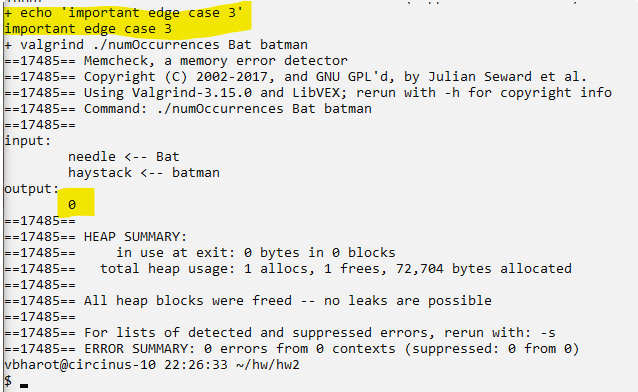 + echo 'important edge case 3'
important edge case 3
+ valgrind ./numOccurrences Bat batman
==17485== Memcheck, a memory error detector
==17485== Copyright (C) 2002-2017, and GNU GPL'd, by Julian Seward et al.
==17485== Using Valgrind-3.15.0 and LibVEX; rerun with -h for copyright info
==17485== Command: ./numOccurrences Bat batman
==17485==
input:
        needle <-- Bat
        haystack <-- batman
output:
        0
==17485==
==17485== HEAP SUMMARY:
==17485==     in use at exit: 0 bytes in 0 blocks
==17485==   total heap usage: 1 allocs, 1 frees, 72,704 bytes allocated
==17485==
==17485== All heap blocks were freed -- no leaks are possible
==17485==
==17485== For lists of detected and suppressed errors, rerun with: -s
==17485== ERROR SUMMARY: 0 errors from 0 contexts (suppressed: 0 from 0)
vbharot@circinus-10 22:26:33 ~/hw/hw2
$